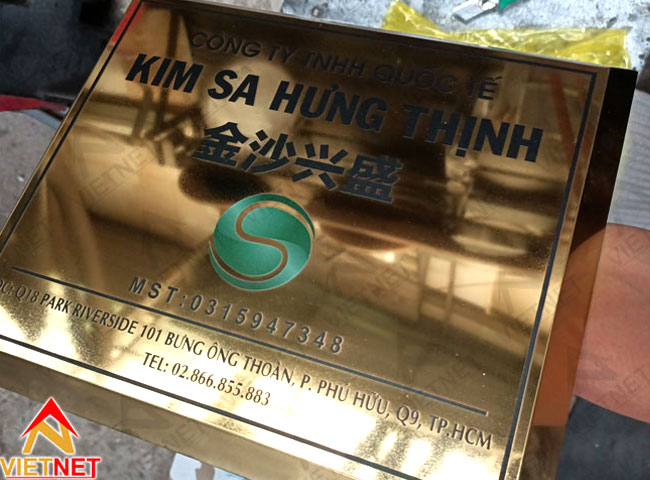 CÔNG TY TNHH QUỐC TẾ
KIM SA HƯNG THỊNH
金沙兴盛
S
MST:0315947348
ĐC: Q18 PARK RIVERSIDE 101 BƯNG ÔNG THOÀN, P. PHÚ HỮU, Q9, TP.HCM
TEL: 02.866.855.883
VIETNET